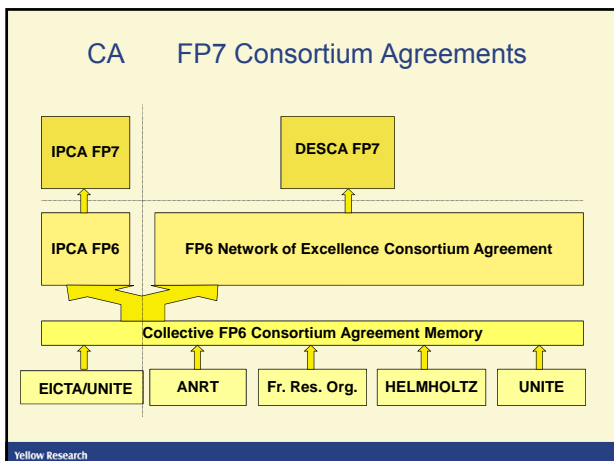 CA FP7 Consortium Agreements
IPCA FP7
DESCA FP7
IPCA FP6
FP6 Network of Excellence Consortium Agreement
Collective FP6 Consortium Agreement Memory
EICTA/UNITE
ANRT
Fr. Res. Org.
HELMHOLTZ
UNITE
Yellow Research